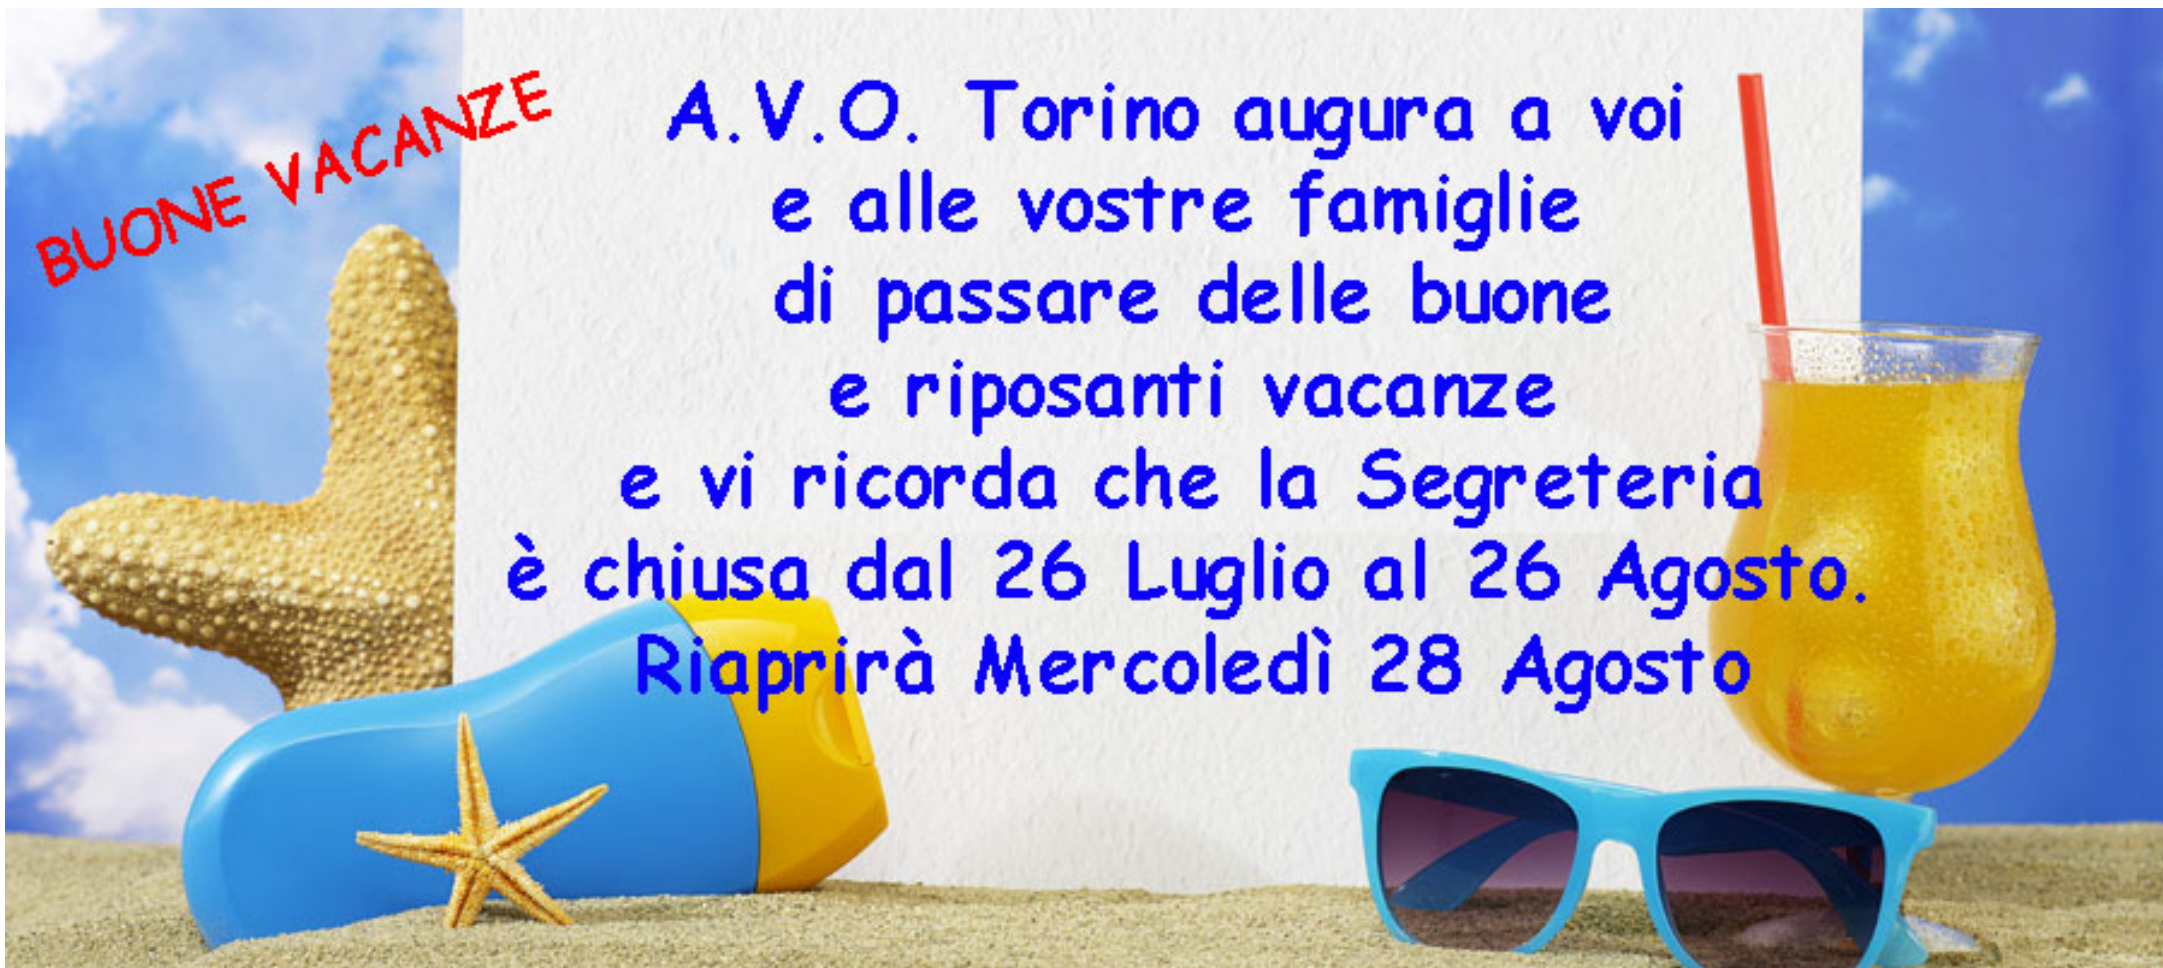 BUONE VACANZE
A.V.O. Torino augura a voi
e alle vostre famiglie
di passare delle buone
e riposanti vacanze
e vi ricorda che la Segreteria
è chiusa dal 26 Luglio al 26 Agosto.
Riaprirà Mercoledì 28 Agosto